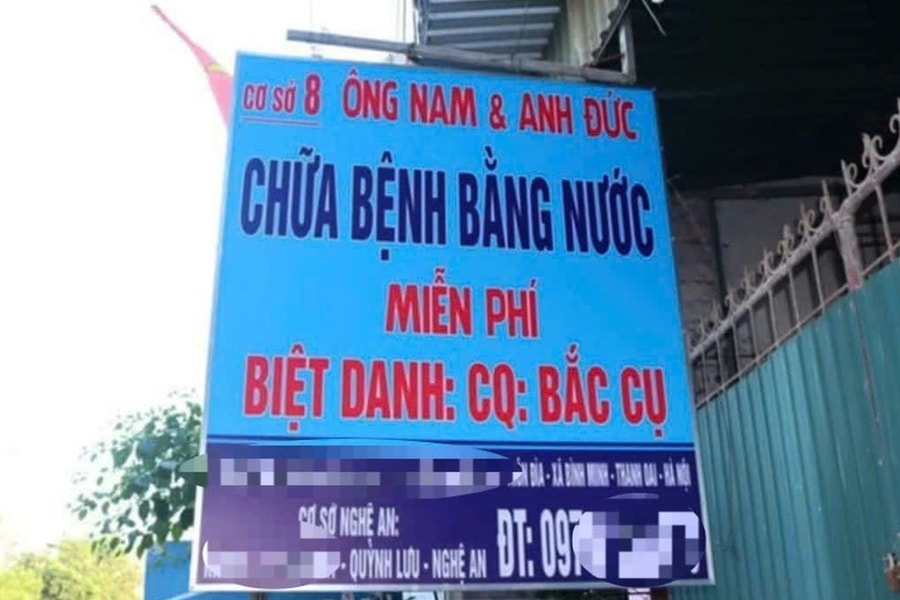 CƠ SỞ 8 ÔNG NAM & ANH ĐỨC
CHỮA BỆNH BẰNG NƯỚC
MIỄN PHÍ
BIỆT DANH: CQ: BẮC CỤ
BÌA - XÃ BÌNH MINH - THANH OAI - HÀ NỘI
CƠ SỞ NGHỆ AN:
- QUỲNH LƯU - NGHỆ AN
ĐT: 097